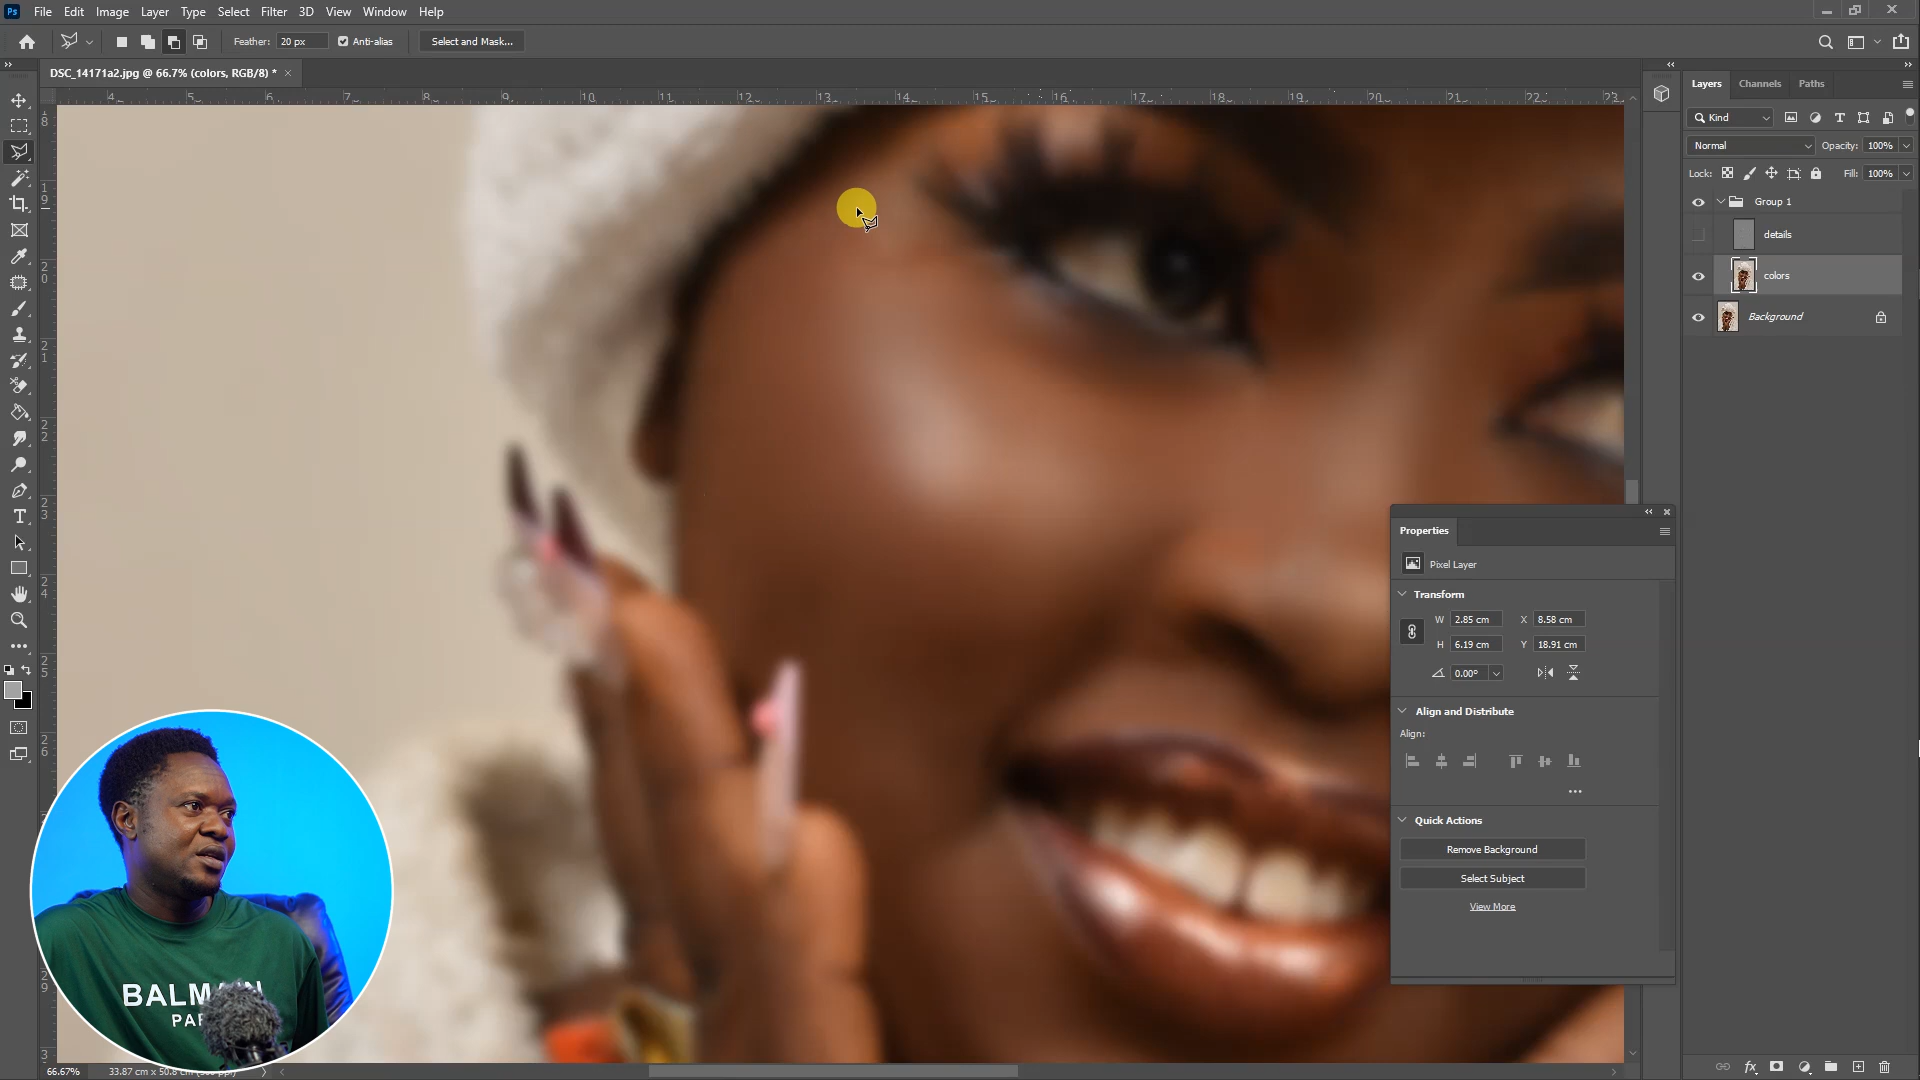 Ps File Edit Image Layer Type Select Filter 3D View Window Help
Feather: 20 px Anti-alias Select and Mask...
DSC_14171a2.jpg @ 66.7% (colors, RGB/8) * ×
Layers Channels Paths
Kind
Normal Opacity: 100%
Lock: Fill: 100%
Group 1
details
colors
Background
Properties
Pixel Layer
Transform
W 2.85 cm X 8.58 cm
H 6.19 cm Y 18.91 cm
0.00°
Align and Distribute
Align:
Quick Actions
Remove Background
Select Subject
View More
BALMAIN
PAR
66.67% 33.87 cm x 50.8 cm